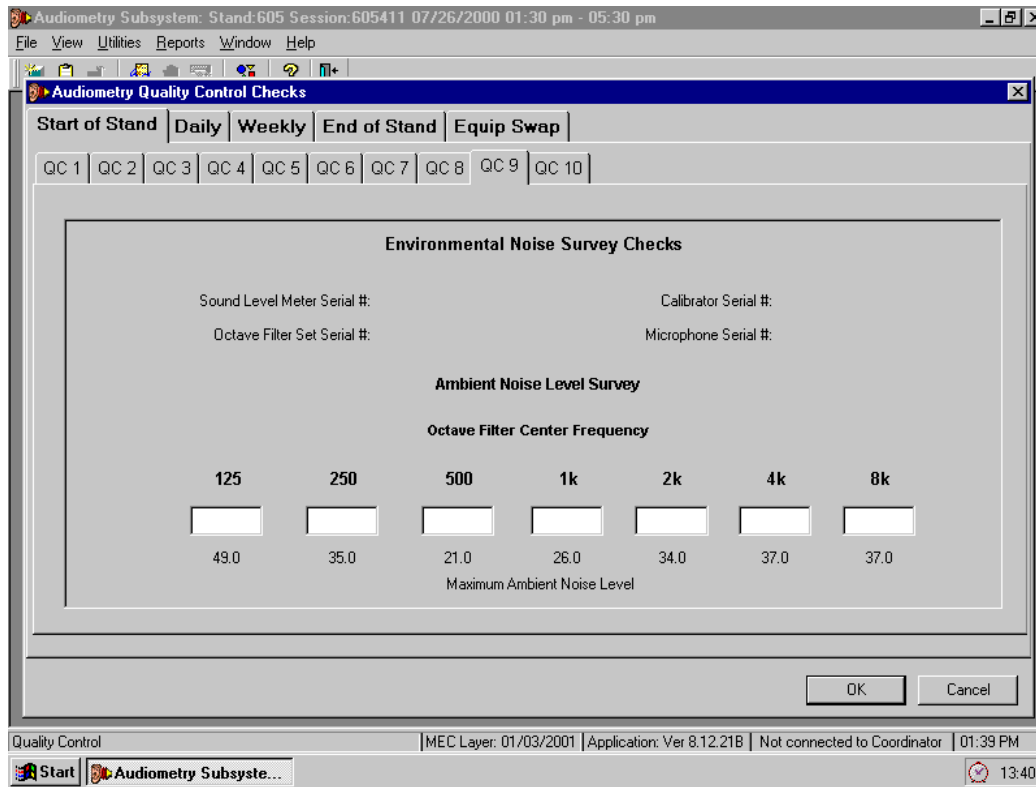 Audiometry Subsystem: Stand:605 Session:605411 07/26/2000 01:30 pm - 05:30 pm
File View Utilities Reports Window Help
Audiometry Quality Control Checks
Start of Stand Daily Weekly End of Stand Equip Swap
QC 1 QC 2 QC 3 QC 4 QC 5 QC 6 QC 7 QC 8 QC 9 QC 10
Environmental Noise Survey Checks
Sound Level Meter Serial #: Calibrator Serial #:
Octave Filter Set Serial #: Microphone Serial #:
Ambient Noise Level Survey
Octave Filter Center Frequency
125 250 500 1k 2k 4k 8k
49.0 35.0 21.0 26.0 34.0 37.0 37.0
Maximum Ambient Noise Level
OK Cancel
Quality Control MEC Layer: 01/03/2001 Application: Ver 8.12.21B Not connected to Coordinator 01:39 PM
Start Audiometry Subsyste... 13:40